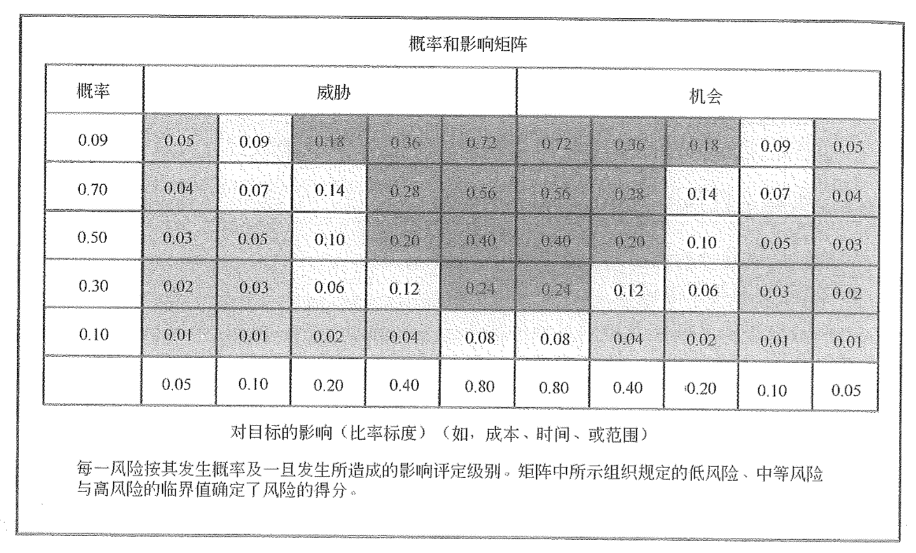 概率和影响矩阵
概率 威胁 机会
0.09 0.05 0.09 0.18 0.36 0.72 0.72 0.36 0.18 0.09 0.05
0.70 0.04 0.07 0.14 0.28 0.56 0.56 0.28 0.14 0.07 0.04
0.50 0.03 0.05 0.10 0.20 0.40 0.40 0.20 0.10 0.05 0.03
0.30 0.02 0.03 0.06 0.12 0.24 0.24 0.12 0.06 0.03 0.02
0.10 0.01 0.01 0.02 0.04 0.08 0.08 0.04 0.02 0.01 0.01
0.05 0.10 0.20 0.40 0.80 0.80 0.40 0.20 0.10 0.05
对目标的影响（比率标度）（如，成本、时间、或范围）
每一风险按其发生概率及一旦发生所造成的影响评定级别。矩阵中所示组织规定的低风险、中等风险
与高风险的临界值确定了风险的得分。